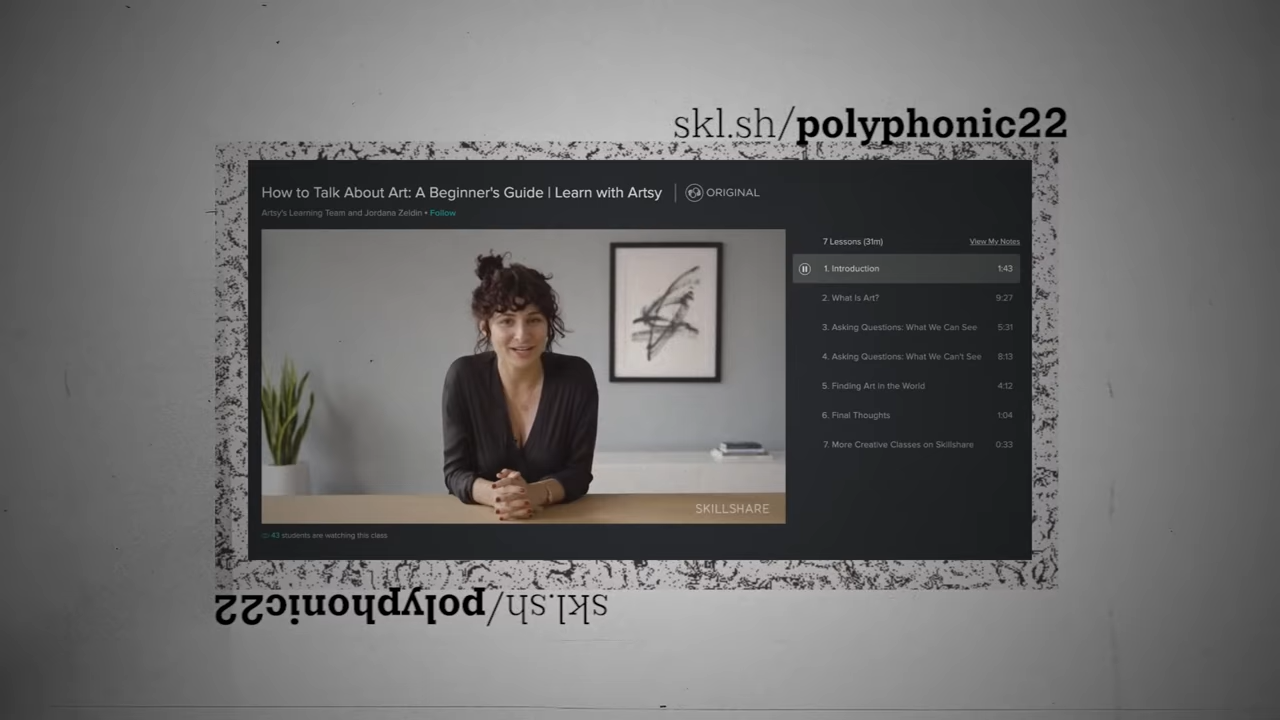 skl.sh/polyphonic22
How to Talk About Art: A Beginner's Guide | Learn with Artsy
ORIGINAL
Artsy's Learning Team and Jordana Zeldin • Follow
7 Lessons (31m)
View My Notes
1. Introduction 1:43
2. What Is Art? 9:27
3. Asking Questions: What We Can See 5:31
4. Asking Questions: What We Can't See 8:13
5. Finding Art in the World 4:12
6. Final Thoughts 1:04
7. More Creative Classes on Skillshare 0:33
SKILLSHARE
43 students are watching this class
skl.sh/polyphonic22